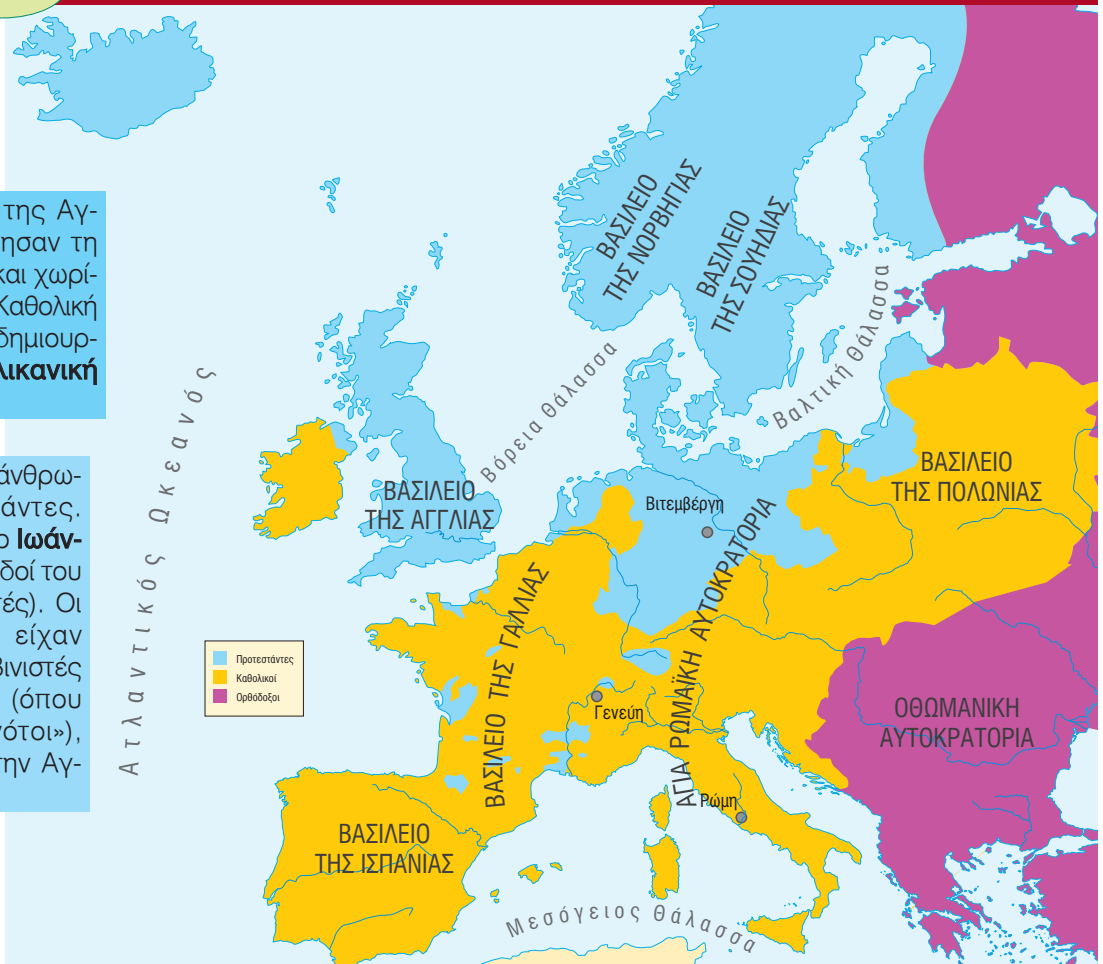 της Αγ-
ησαν τη
και χωρί-
Καθολική
δημιουρ-
λικανική
άνθρω-
άντες.
ο Ιωάν-
δοί του
τές). Οι
είχαν
βινιστές
(όπου
νότοι»),
την Αγ-
Ατλαντικός Ωκεανός
ΒΑΣΙΛΕΙΟ
ΤΗΣ ΝΟΡΒΗΓΙΑΣ
ΒΑΣΙΛΕΙΟ
ΤΗΣ ΣΟΥΗΔΙΑΣ
Βόρεια Θάλασσα
Βαλτική Θάλασσα
ΒΑΣΙΛΕΙΟ
ΤΗΣ ΑΓΓΛΙΑΣ
Βιτεμβέργη
ΒΑΣΙΛΕΙΟ
ΤΗΣ ΠΟΛΩΝΙΑΣ
ΒΑΣΙΛΕΙΟ ΤΗΣ ΓΑΛΛΙΑΣ
ΑΓΙΑ ΡΩΜΑΪΚΗ ΑΥΤΟΚΡΑΤΟΡΙΑ
Προτεστάντες
Καθολικοί
Ορθόδοξοι
Γενεύη
ΟΘΩΜΑΝΙΚΗ
ΑΥΤΟΚΡΑΤΟΡΙΑ
Ρώμη
ΒΑΣΙΛΕΙΟ
ΤΗΣ ΙΣΠΑΝΙΑΣ
Μεσόγειος Θάλασσα